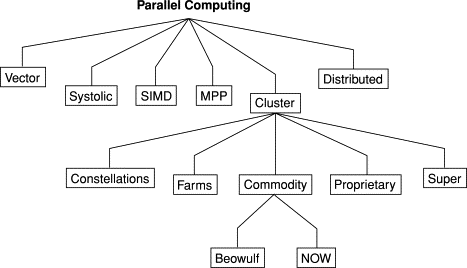 Parallel Computing
Vector
Systolic
SIMD
MPP
Cluster
Distributed
Constellations
Farms
Commodity
Proprietary
Super
Beowulf
NOW